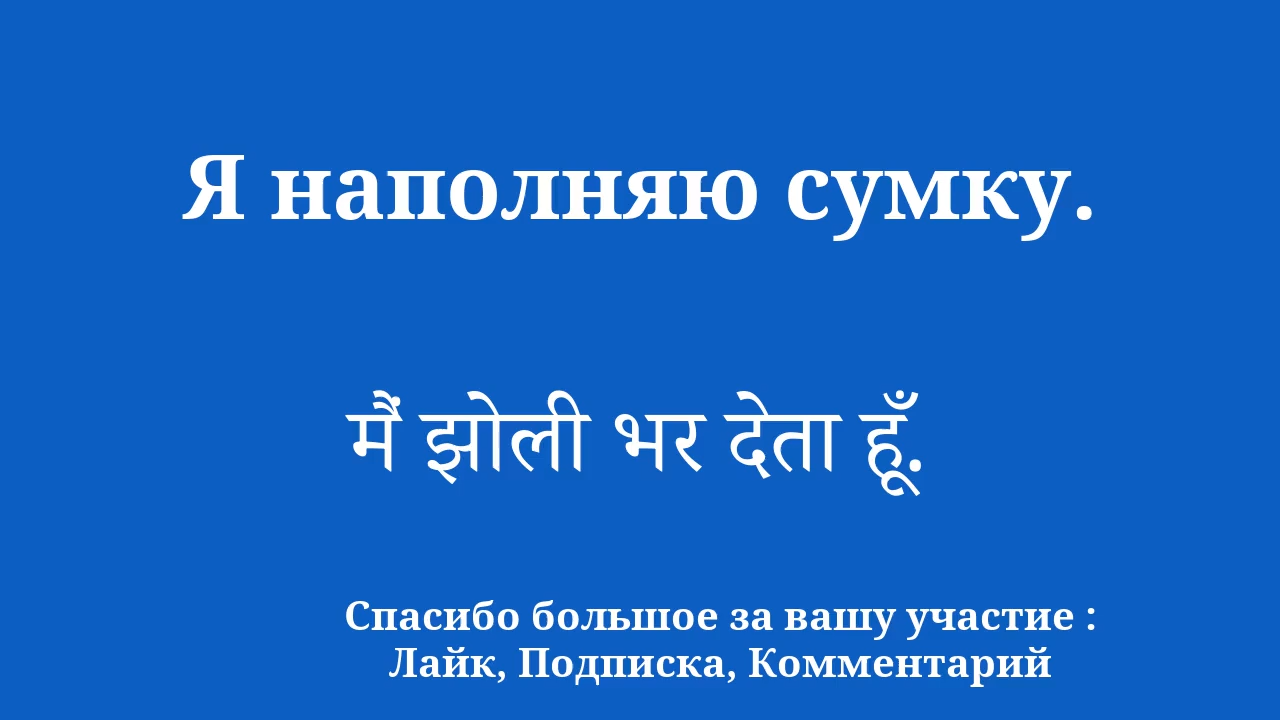 Я наполняю сумку.
मैं झोली भर देता हूँ.
Спасибо большое за вашу участие :
Лайк, Подписка, Комментарий